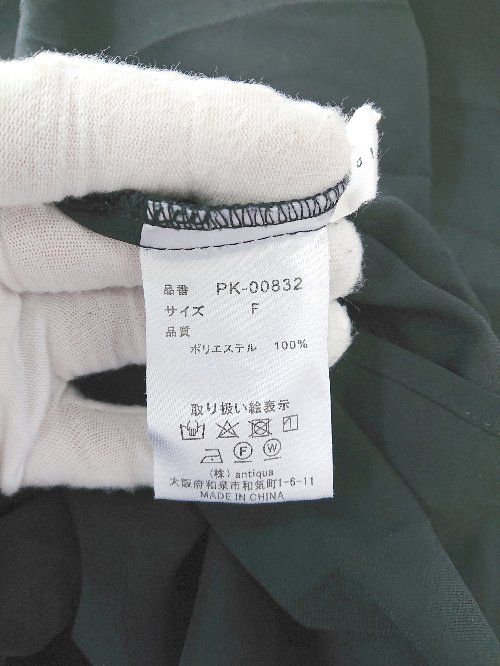 品番 PK-00832
サイズ F
品質
ポリエステル 100%
取り扱い絵表示
F W
(株) antiqua
大阪府和泉市和気町1-6-11
MADE IN CHINA